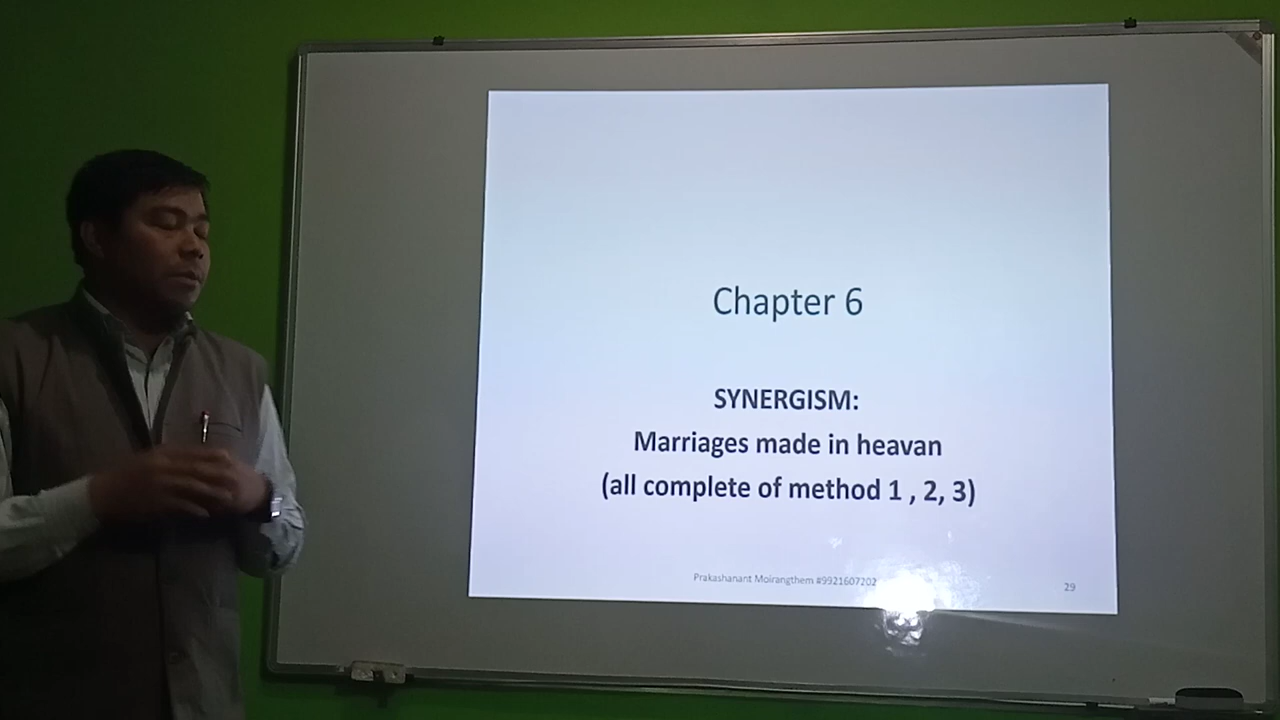 Chapter 6
SYNERGISM:
Marriages made in heavan
(all complete of method 1 , 2, 3)
Prakashanant Moirangthem #9921607202
29